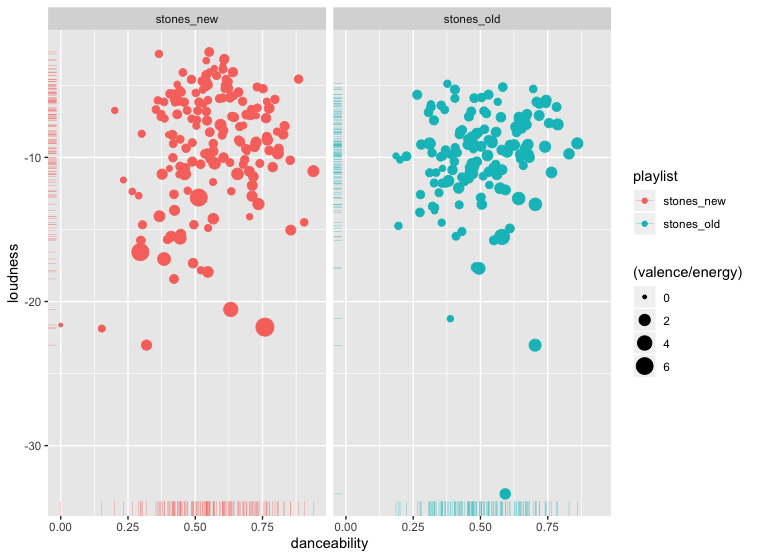 stones_new
stones_old
-10
-20
-30
loudness
0.00
0.25
0.50
0.75
0.00
0.25
0.50
0.75
danceability
playlist
stones_new
stones_old
(valence/energy)
0
2
4
6